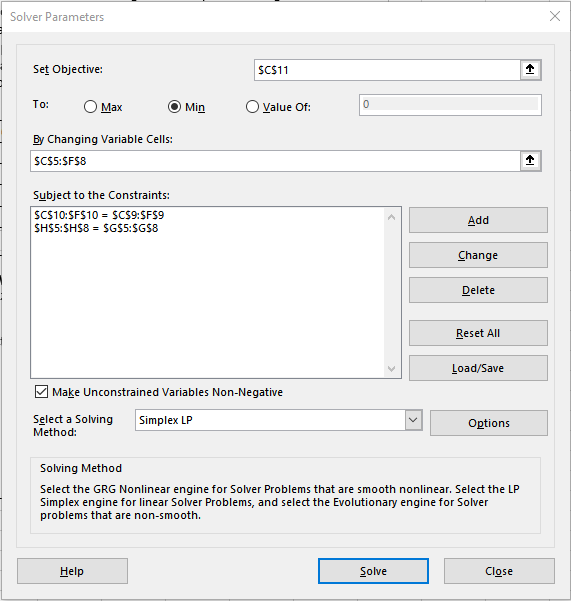 Solver Parameters
Set Objective:
$C$11
To:
Max
Min
Value Of:
0
By Changing Variable Cells:
$C$5:$F$8
Subject to the Constraints:
$C$10:$F$10 = $C$9:$F$9
$H$5:$H$8 = $G$5:$G$8
Add
Change
Delete
Reset All
Load/Save
Make Unconstrained Variables Non-Negative
Select a Solving
Method:
Simplex LP
Options
Solving Method
Select the GRG Nonlinear engine for Solver Problems that are smooth nonlinear. Select the LP
Simplex engine for linear Solver Problems, and select the Evolutionary engine for Solver
problems that are non-smooth.
Help
Solve
Close